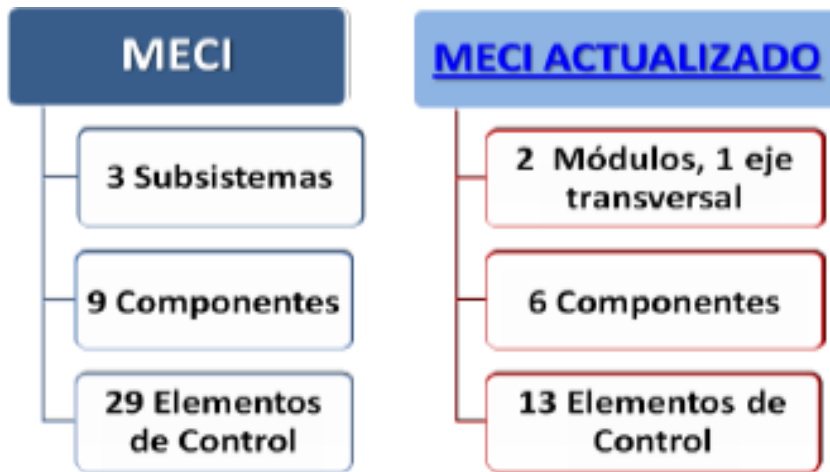 MECI
3 Subsistemas
9 Componentes
29 Elementos
de Control
MECI ACTUALIZADO
2 Módulos, 1 eje
transversal
6 Componentes
13 Elementos de
Control